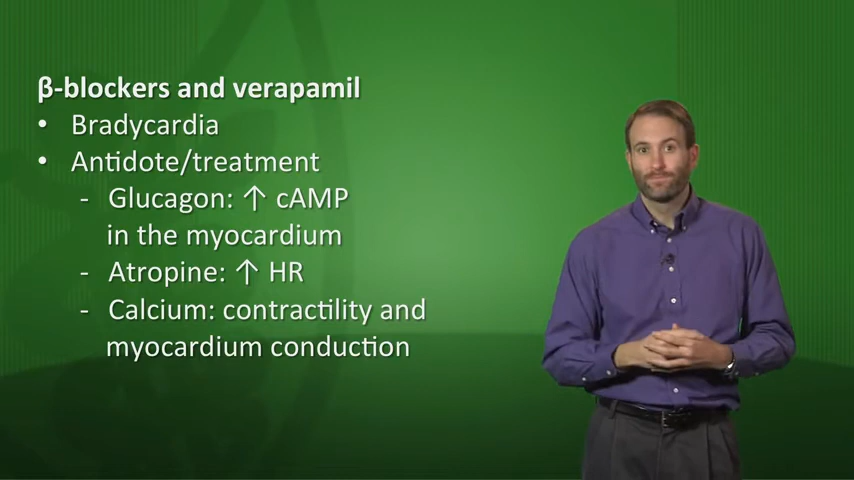 β-blockers and verapamil
• Bradycardia
• Antidote/treatment
- Glucagon: ↑ cAMP
in the myocardium
- Atropine: ↑ HR
- Calcium: contractility and
myocardium conduction